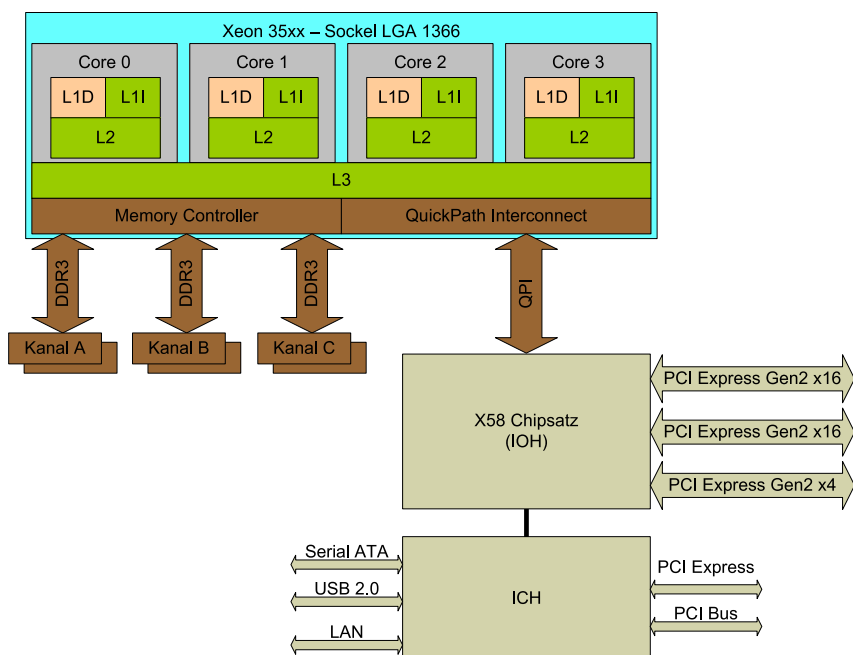 Xeon 35xx – Sockel LGA 1366
Core 0
Core 1
Core 2
Core 3
L1D
L1I
L1D
L1I
L1D
L1I
L1D
L1I
L2
L2
L2
L2
L3
Memory Controller
QuickPath Interconnect
DDR3
DDR3
DDR3
QPI
Kanal A
Kanal B
Kanal C
X58 Chipsatz
(IOH)
PCI Express Gen2 x16
PCI Express Gen2 x16
PCI Express Gen2 x4
Serial ATA
USB 2.0
LAN
ICH
PCI Express
PCI Bus